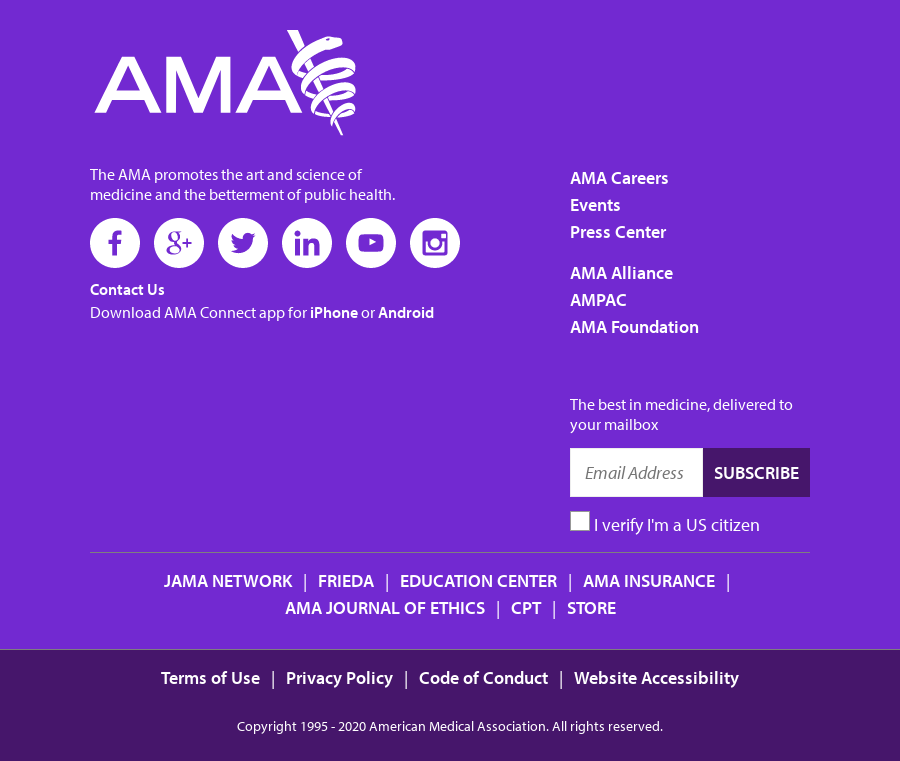 AMA
The AMA promotes the art and science of
medicine and the betterment of public health.
Contact Us
Download AMA Connect app for iPhone or Android
AMA Careers
Events
Press Center
AMA Alliance
AMPAC
AMA Foundation
The best in medicine, delivered to
your mailbox
Email Address SUBSCRIBE
I verify I'm a US citizen
JAMA NETWORK | FRIEDA | EDUCATION CENTER | AMA INSURANCE |
AMA JOURNAL OF ETHICS | CPT | STORE
Terms of Use | Privacy Policy | Code of Conduct | Website Accessibility
Copyright 1995 - 2020 American Medical Association. All rights reserved.